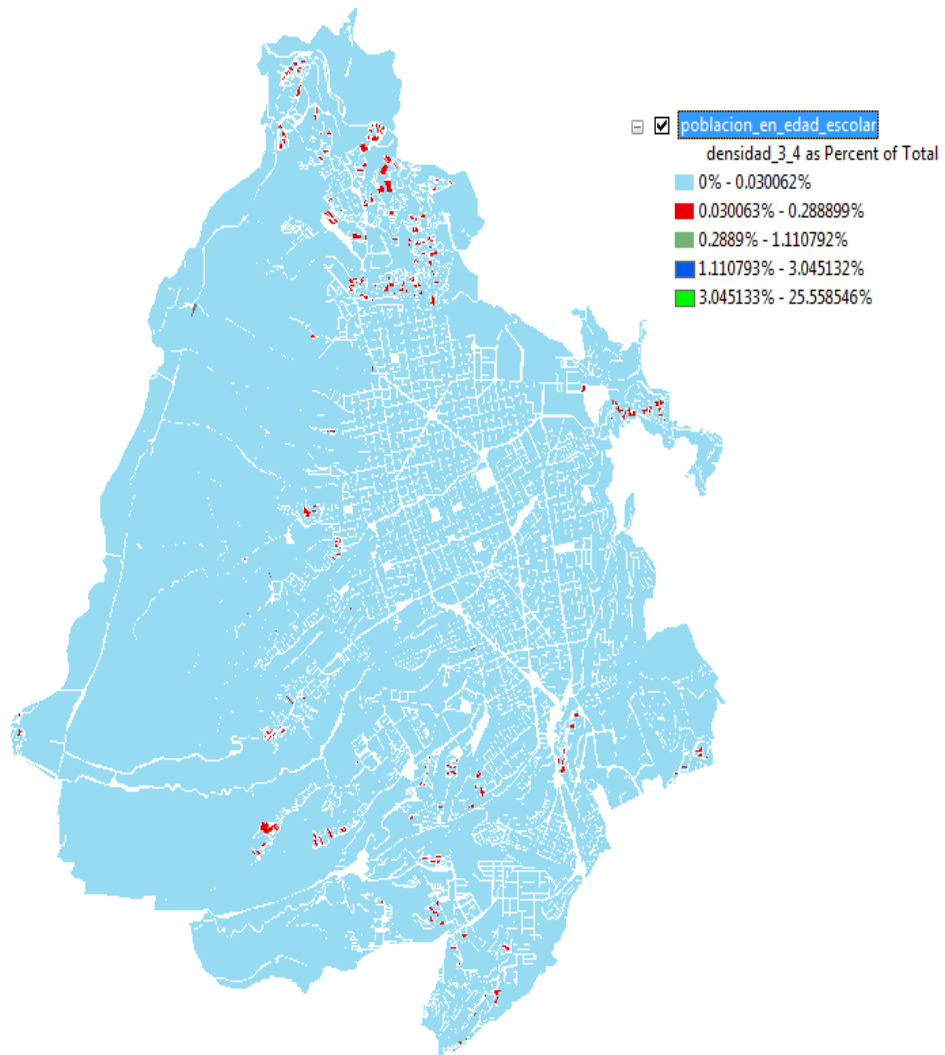 poblacion_en_edad_escolar
densidad_3_4 as Percent of Total
0% - 0.030062%
0.030063% - 0.288899%
0.2889% - 1.110792%
1.110793% - 3.045132%
3.045133% - 25.558546%